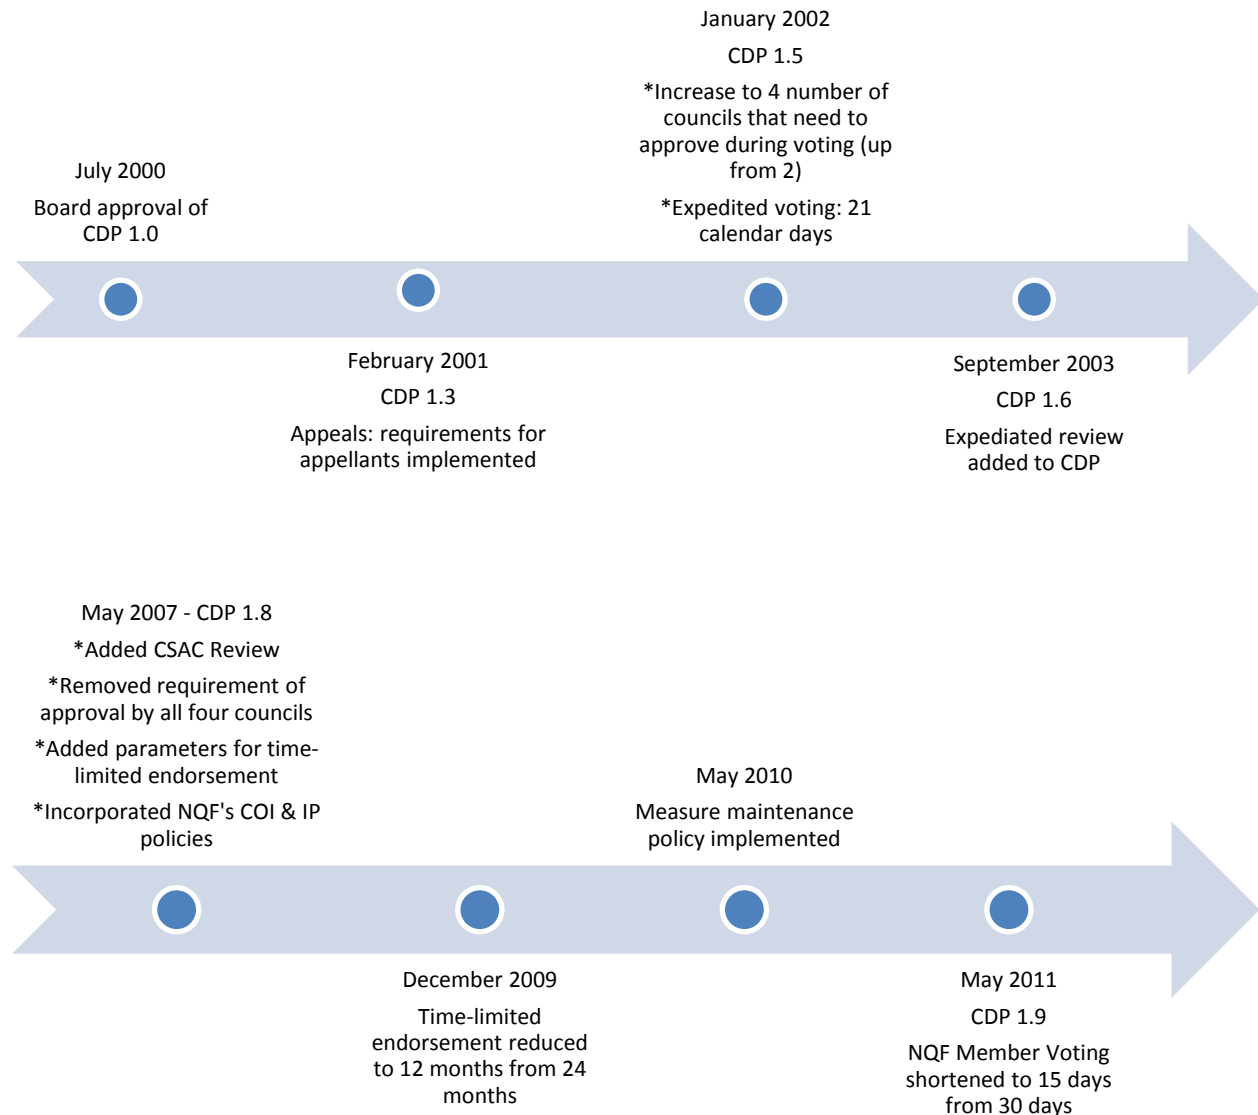 July 2000
Board approval of
CDP 1.0
February 2001
CDP 1.3
Appeals: requirements for
appellants implemented
January 2002
CDP 1.5
*Increase to 4 number of
councils that need to
approve during voting (up
from 2)
*Expedited voting: 21
calendar days
September 2003
CDP 1.6
Expediated review
added to CDP
May 2007 - CDP 1.8
*Added CSAC Review
*Removed requirement of
approval by all four councils
*Added parameters for time-
limited endorsement
*Incorporated NQF's COI & IP
policies
December 2009
Time-limited
endorsement reduced
to 12 months from 24
months
May 2010
Measure maintenance
policy implemented
May 2011
CDP 1.9
NQF Member Voting
shortened to 15 days
from 30 days